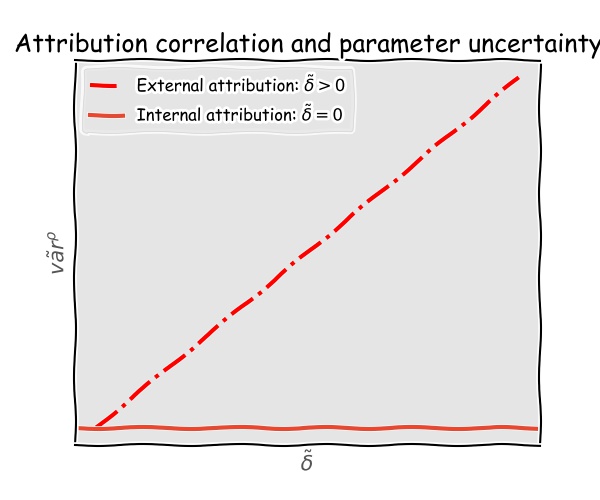 Attribution correlation and parameter uncertainty
External attribution: δ̃ > 0
Internal attribution: δ̃ = 0
vãr^ρ
δ̃